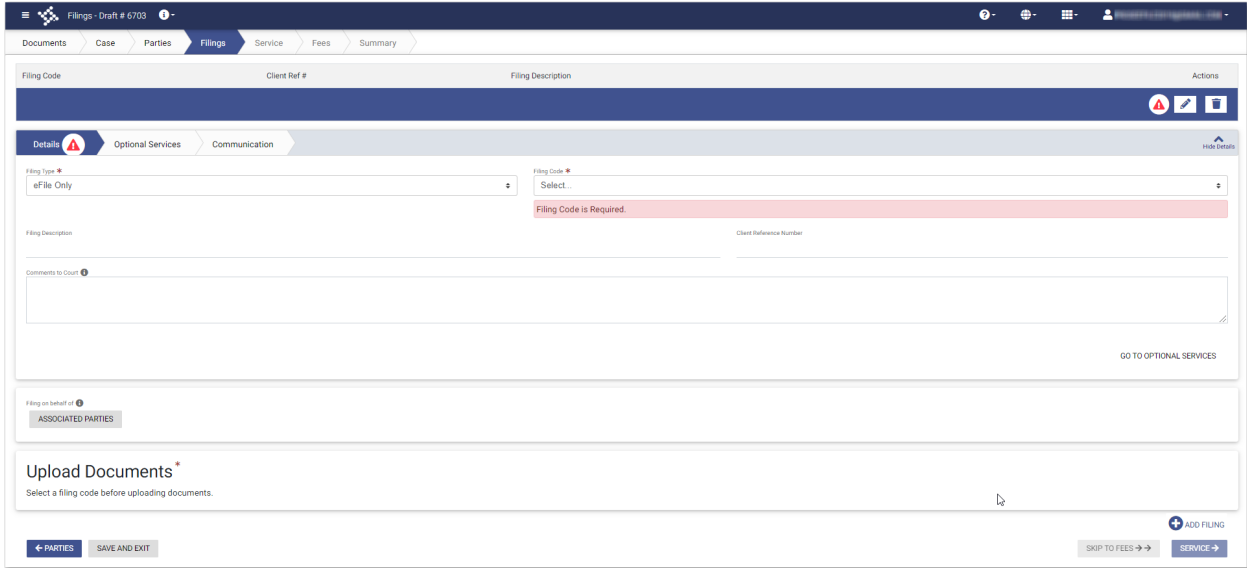 Filings - Draft # 6703
Documents Case Parties Filings Service Fees Summary
Filing Code Client Ref # Filing Description Actions
Details Optional Services Communication Hide Details
Filing Type * Filing Code *
eFile Only Select...
Filing Code is Required.
Filing Description Client Reference Number
Comments to Court
GO TO OPTIONAL SERVICES
Filing on behalf of
ASSOCIATED PARTIES
Upload Documents*
Select a filing code before uploading documents.
ADD FILING
PARTIES SAVE AND EXIT SKIP TO FEES SERVICE